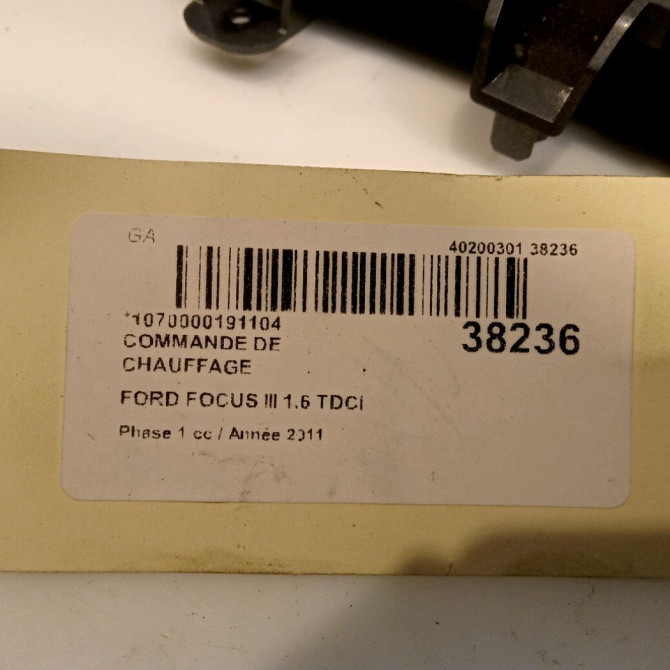 GA
40200301 38236
*1070000191104
38236
COMMANDE DE
CHAUFFAGE
FORD FOCUS III 1.6 TDCI
Phase 1 cc / Année 2011